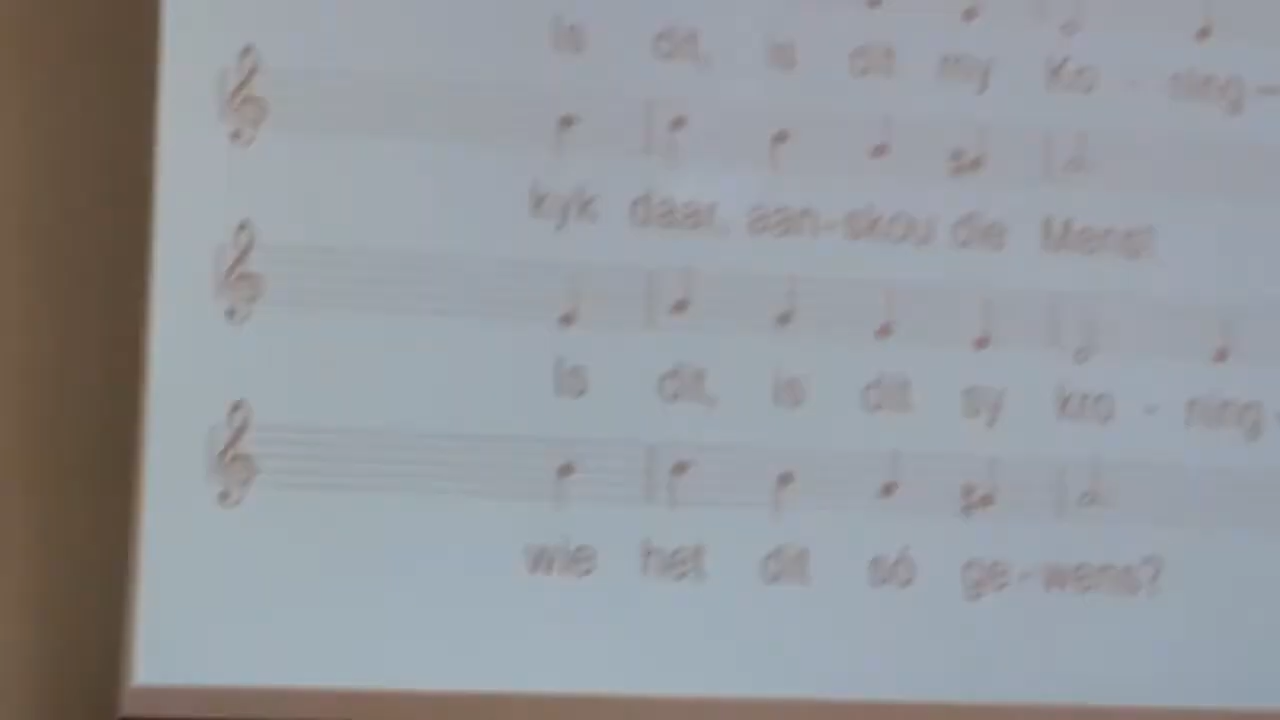 Is dit, is dit my Ko - ning -
kyk daar, aan-skou die Mens!
Is dit, is dit sy kro - ning -
wie het dit só ge-wens?